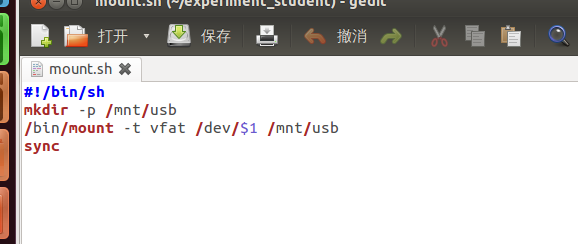 mount.sh (~/experiment_student) - gedit
打开 保存 撤消
mount.sh
#!/bin/sh
mkdir -p /mnt/usb
/bin/mount -t vfat /dev/$1 /mnt/usb
sync